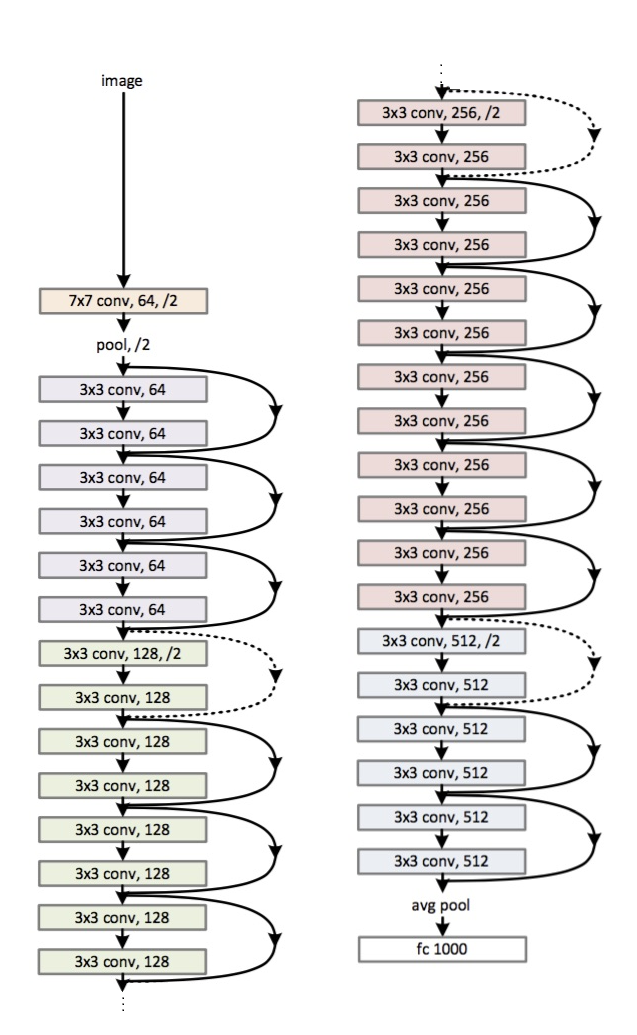 image
7x7 conv, 64, /2
pool, /2
3x3 conv, 64
3x3 conv, 64
3x3 conv, 64
3x3 conv, 64
3x3 conv, 64
3x3 conv, 64
3x3 conv, 128, /2
3x3 conv, 128
3x3 conv, 128
3x3 conv, 128
3x3 conv, 128
3x3 conv, 128
3x3 conv, 128
3x3 conv, 128
3x3 conv, 256, /2
3x3 conv, 256
3x3 conv, 256
3x3 conv, 256
3x3 conv, 256
3x3 conv, 256
3x3 conv, 256
3x3 conv, 256
3x3 conv, 256
3x3 conv, 256
3x3 conv, 256
3x3 conv, 256
3x3 conv, 512, /2
3x3 conv, 512
3x3 conv, 512
3x3 conv, 512
3x3 conv, 512
3x3 conv, 512
avg pool
fc 1000